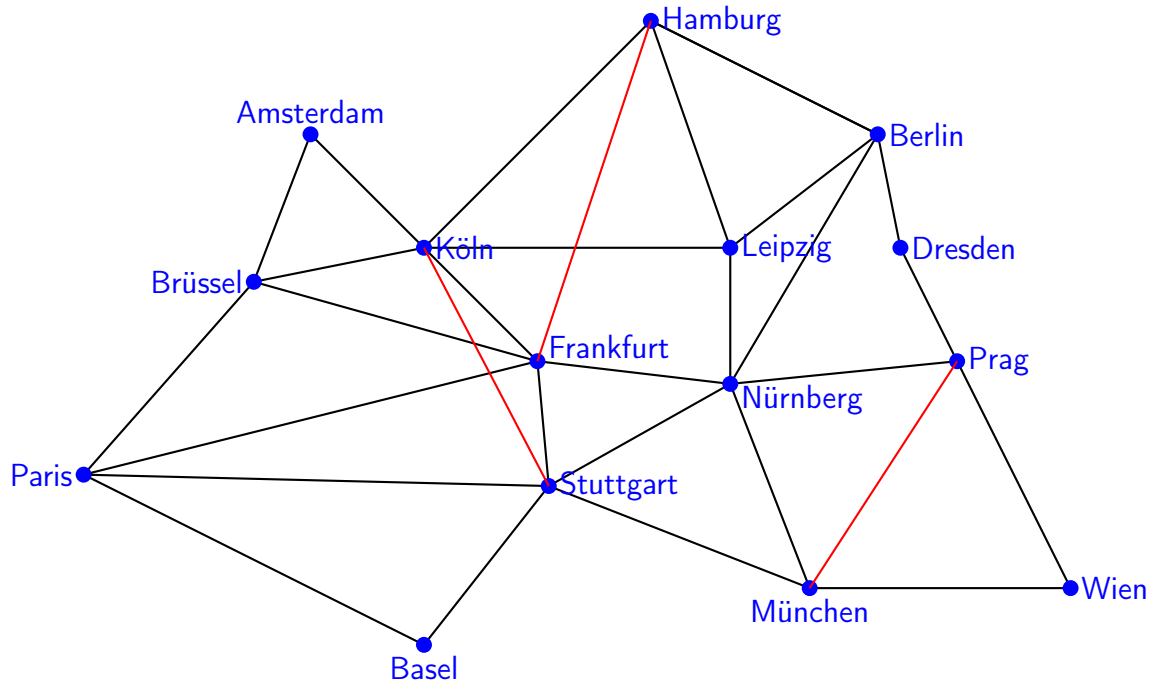 Hamburg
Amsterdam
Berlin
Köln
Leipzig
Dresden
Brüssel
Frankfurt
Prag
Nürnberg
Paris
Stuttgart
Wien
München
Basel